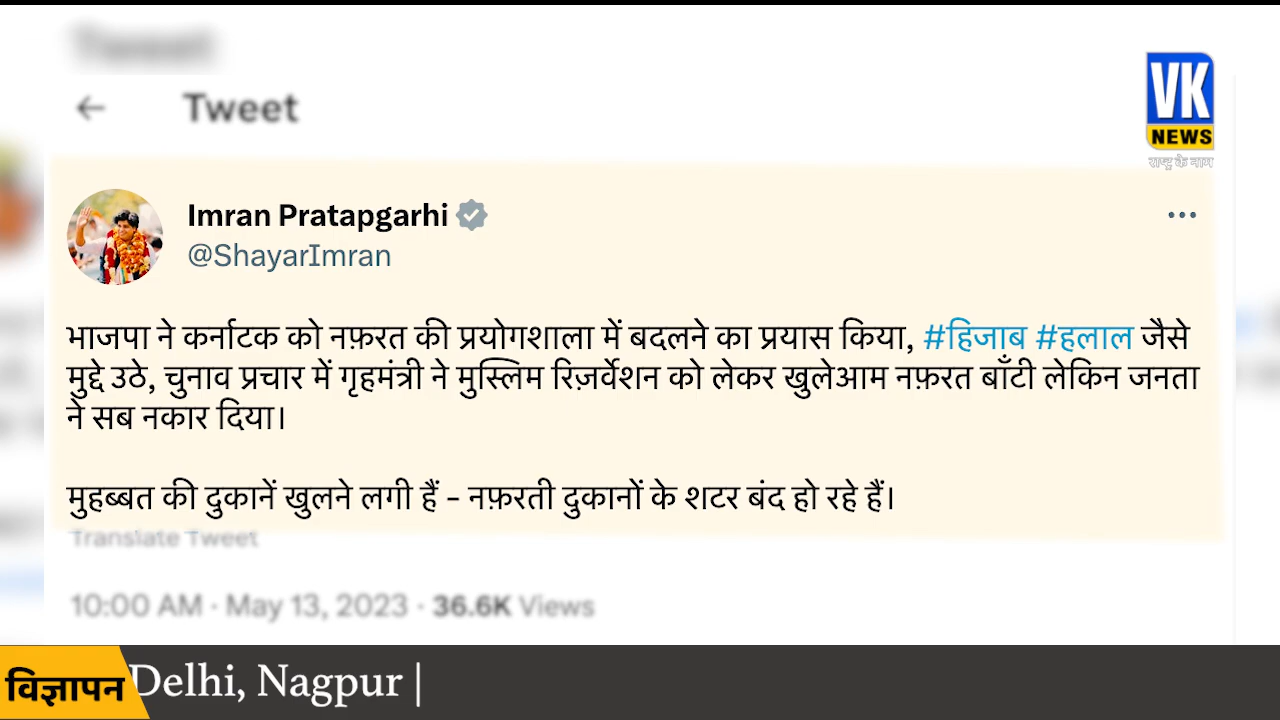 Tweet
← Tweet
VK
NEWS
राष्ट्र के नाम
Imran Pratapgarhi
@ShayarImran
भाजपा ने कर्नाटक को नफ़रत की प्रयोगशाला में बदलने का प्रयास किया, #हिजाब #हलाल जैसे
मुद्दे उठे, चुनाव प्रचार में गृहमंत्री ने मुस्लिम रिज़र्वेशन को लेकर खुलेआम नफ़रत बाँटी लेकिन जनता
ने सब नकार दिया।
मुहब्बत की दुकानें खुलने लगी हैं - नफ़रती दुकानों के शटर बंद हो रहे हैं।
Translate Tweet
10:00 AM · May 13, 2023 · 36.6K Views
विज्ञापन Delhi, Nagpur |